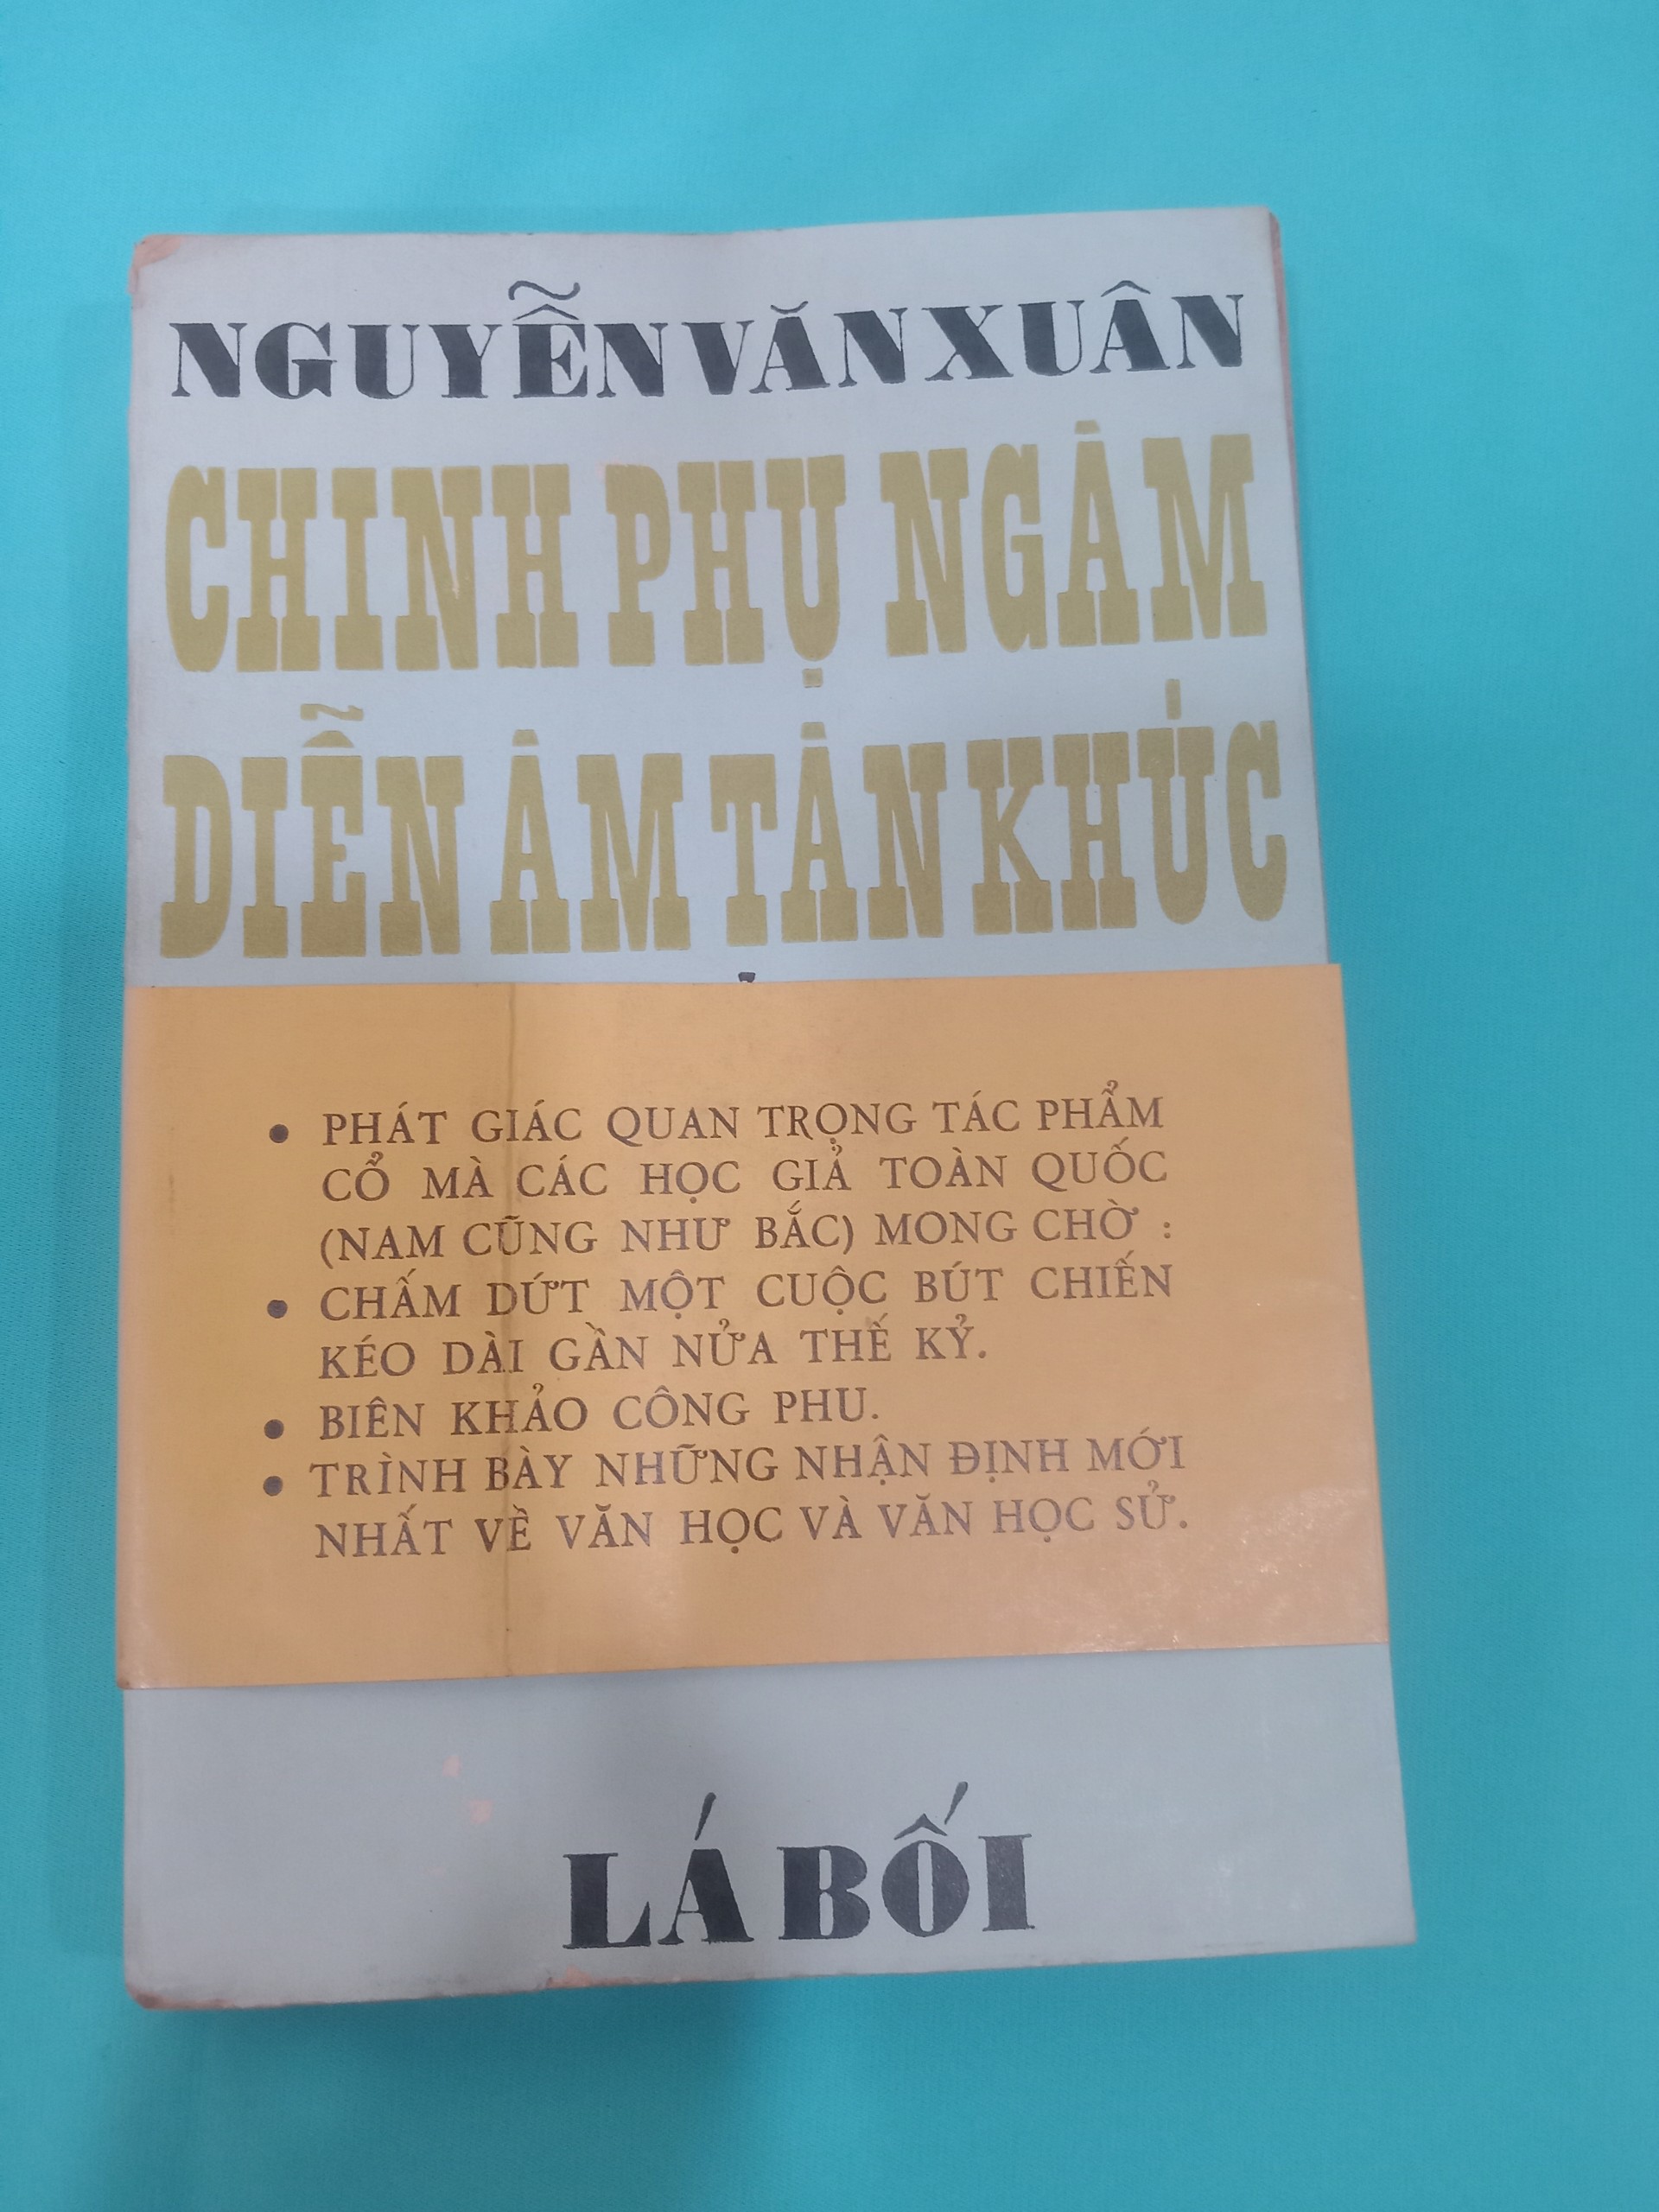 NGUYỄN VĂN XUÂN
CHINH PHỤ NGÂM
DIỄN ÂM TÂN KHÚC
• PHÁT GIÁC QUAN TRỌNG TÁC PHẨM
CỔ MÀ CÁC HỌC GIẢ TOÀN QUỐC
(NAM CŨNG NHƯ BẮC) MONG CHỜ :
• CHẤM DỨT MỘT CUỘC BÚT CHIẾN
KÉO DÀI GẦN NỬA THẾ KỶ.
• BIÊN KHẢO CÔNG PHU.
• TRÌNH BÀY NHỮNG NHẬN ĐỊNH MỚI
NHẤT VỀ VĂN HỌC VÀ VĂN HỌC SỬ.
LÁ BỐI